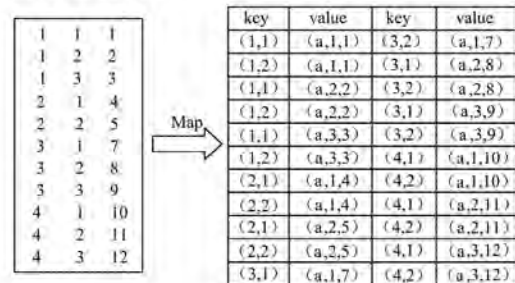 1 1 1
1 2 2
1 3 3
2 1 4
2 2 5
3 1 7
3 2 8
3 3 9
4 1 10
4 2 11
4 3 12
Map
key value key value
(1,1) (a,1,1) (3,2) (a,1,7)
(1,2) (a,1,1) (3,1) (a,2,8)
(1,1) (a,2,2) (3,2) (a,2,8)
(1,2) (a,2,2) (3,1) (a,3,9)
(1,1) (a,3,3) (3,2) (a,3,9)
(1,2) (a,3,3) (4,1) (a,1,10)
(2,1) (a,1,4) (4,2) (a,1,10)
(2,2) (a,1,4) (4,1) (a,2,11)
(2,1) (a,2,5) (4,2) (a,2,11)
(2,2) (a,2,5) (4,1) (a,3,12)
(3,1) (a,1,7) (4,2) (a,3,12)